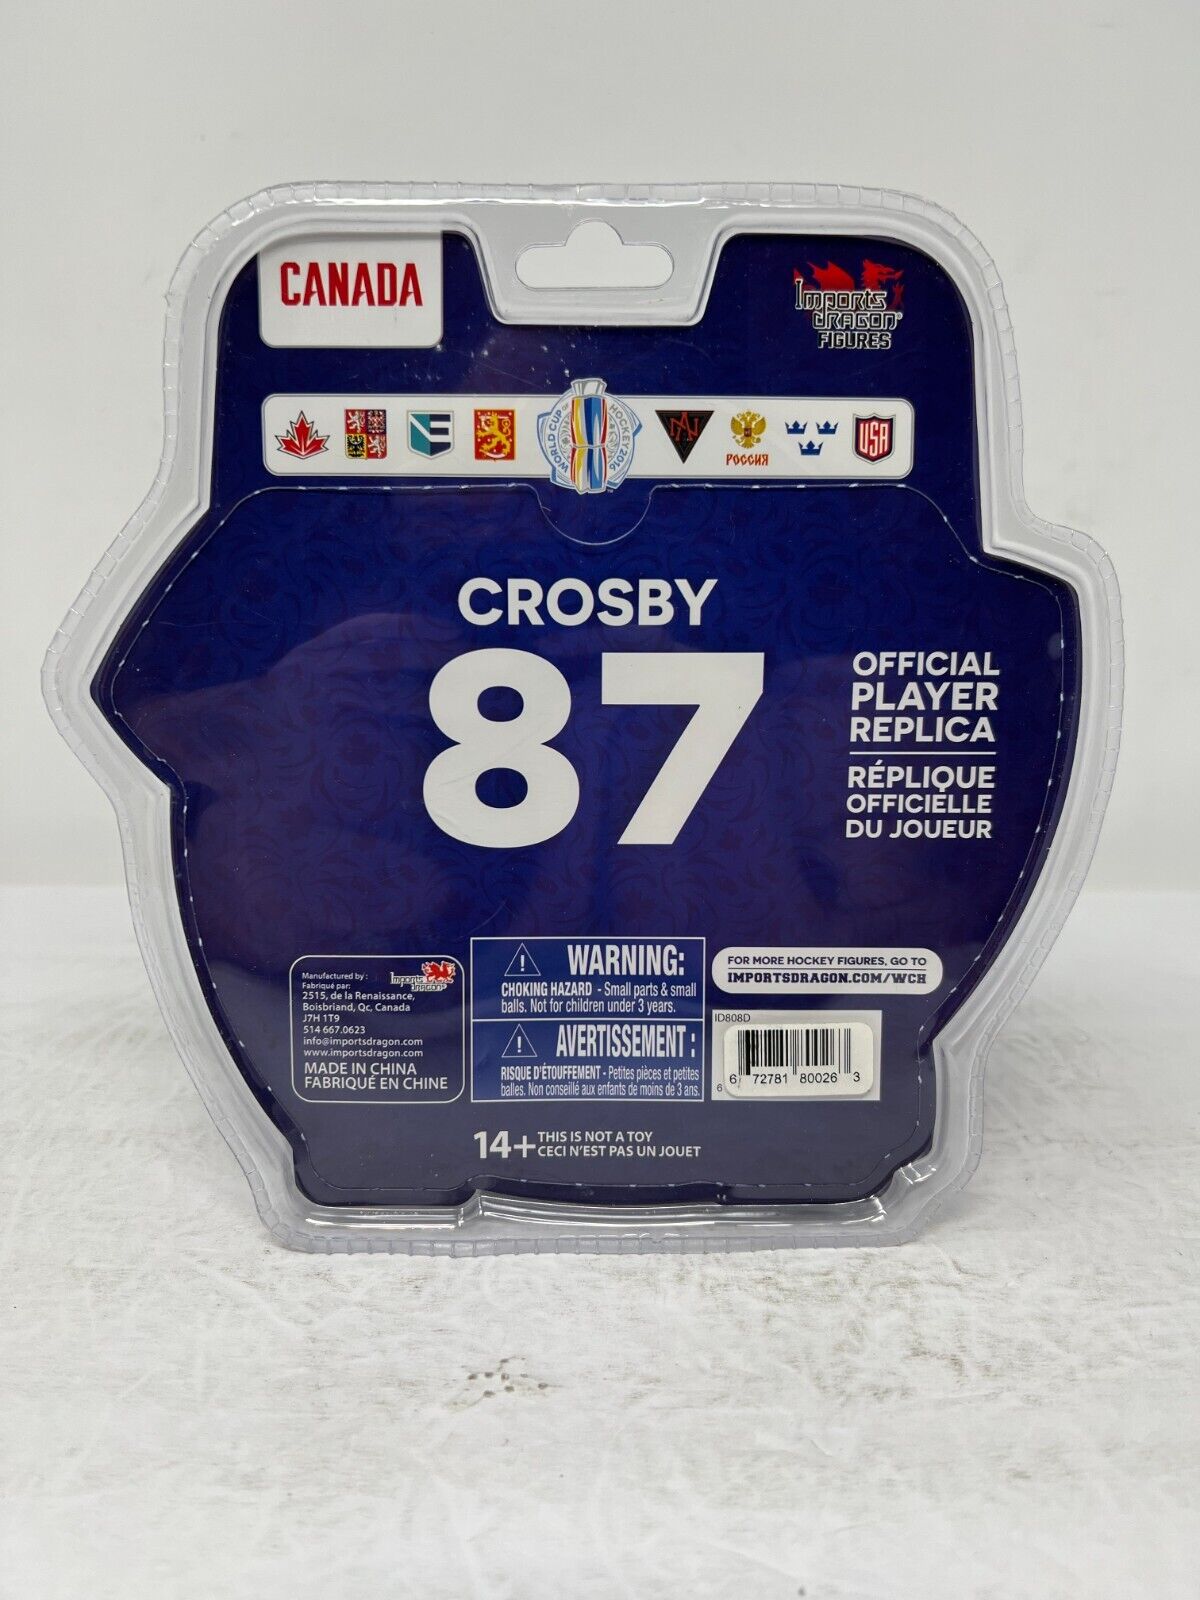 CANADA
Imports
DRAGON®
FIGURES
WORLD CUP OF HOCKEY 2016
NA
РОССИЯ
USA
CROSBY
87
OFFICIAL
PLAYER
REPLICA
RÉPLIQUE
OFFICIELLE
DU JOUEUR
Manufactured by :
Fabriqué par:
Imports
DRAGON®
2515, de la Renaissance,
Boisbriand, Qc, Canada
J7H 1T9
514 667.0623
info@importsdragon.com
www.importsdragon.com
MADE IN CHINA
FABRIQUÉ EN CHINE
WARNING:
CHOKING HAZARD - Small parts & small
balls. Not for children under 3 years.
AVERTISSEMENT :
RISQUE D'ÉTOUFFEMENT - Petites pièces et petites
balles. Non conseillé aux enfants de moins de 3 ans.
FOR MORE HOCKEY FIGURES, GO TO
IMPORTSDRAGON.COM/WCH
ID808D
6 72781 80026 3
6
14+ THIS IS NOT A TOY
CECI N'EST PAS UN JOUET